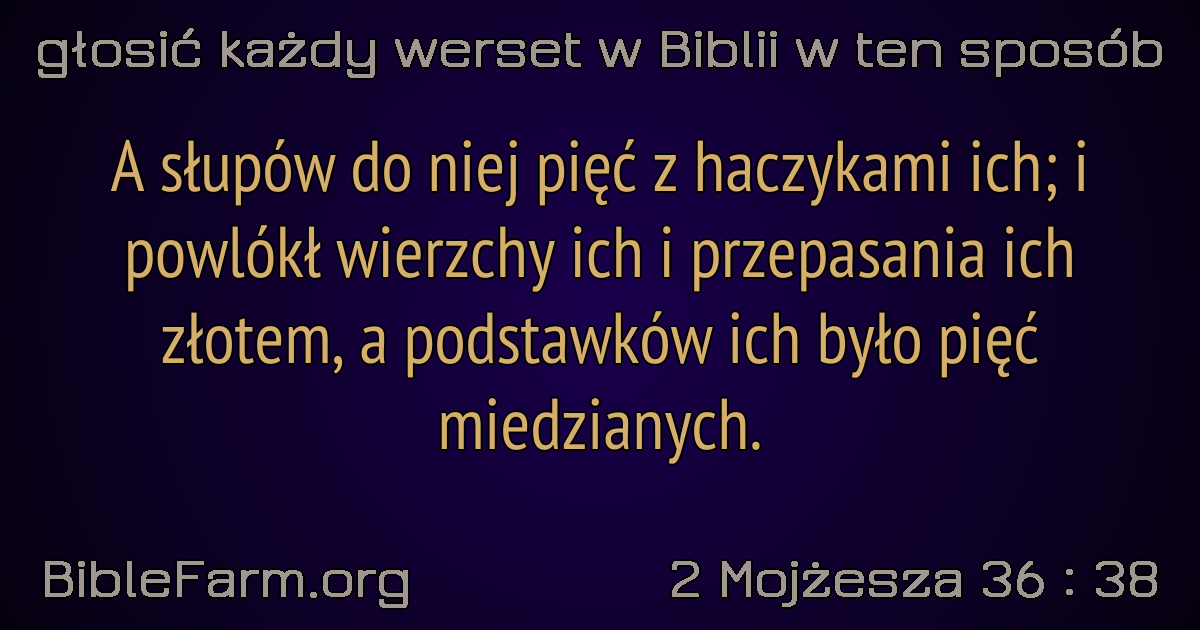 głosić każdy werset w Biblii w ten sposób
A słupów do niej pięć z haczykami ich; i
powlókł wierzchy ich i przepasania ich
złotem, a podstawków ich było pięć
miedzianych.
BibleFarm.org
2 Mojżesza 36 : 38